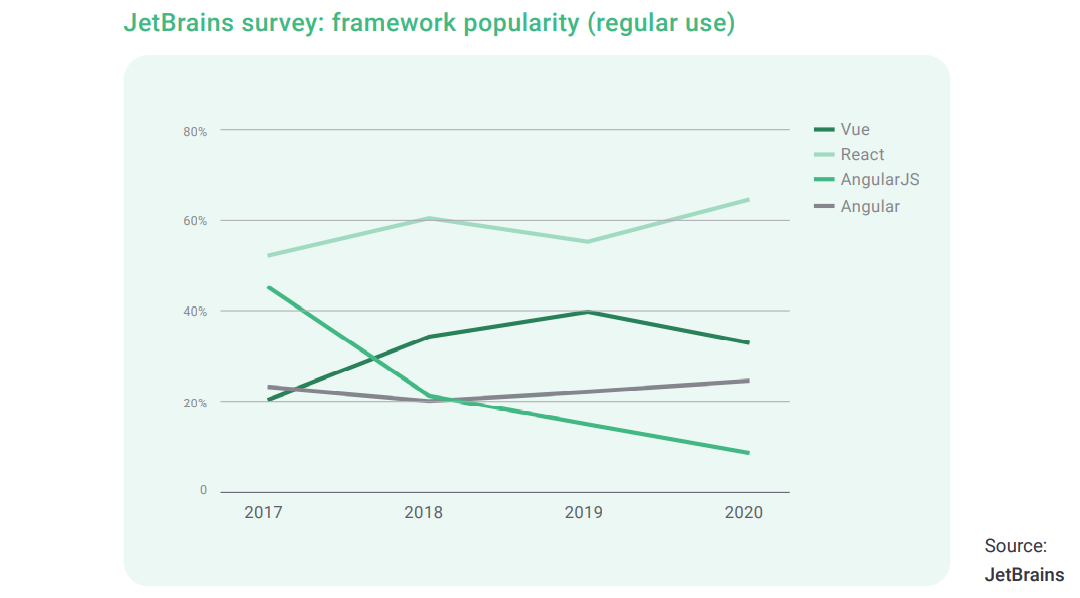 JetBrains survey: framework popularity (regular use)
80%
60%
40%
20%
0
2017 2018 2019 2020
Vue
React
AngularJS
Angular
Source:
JetBrains